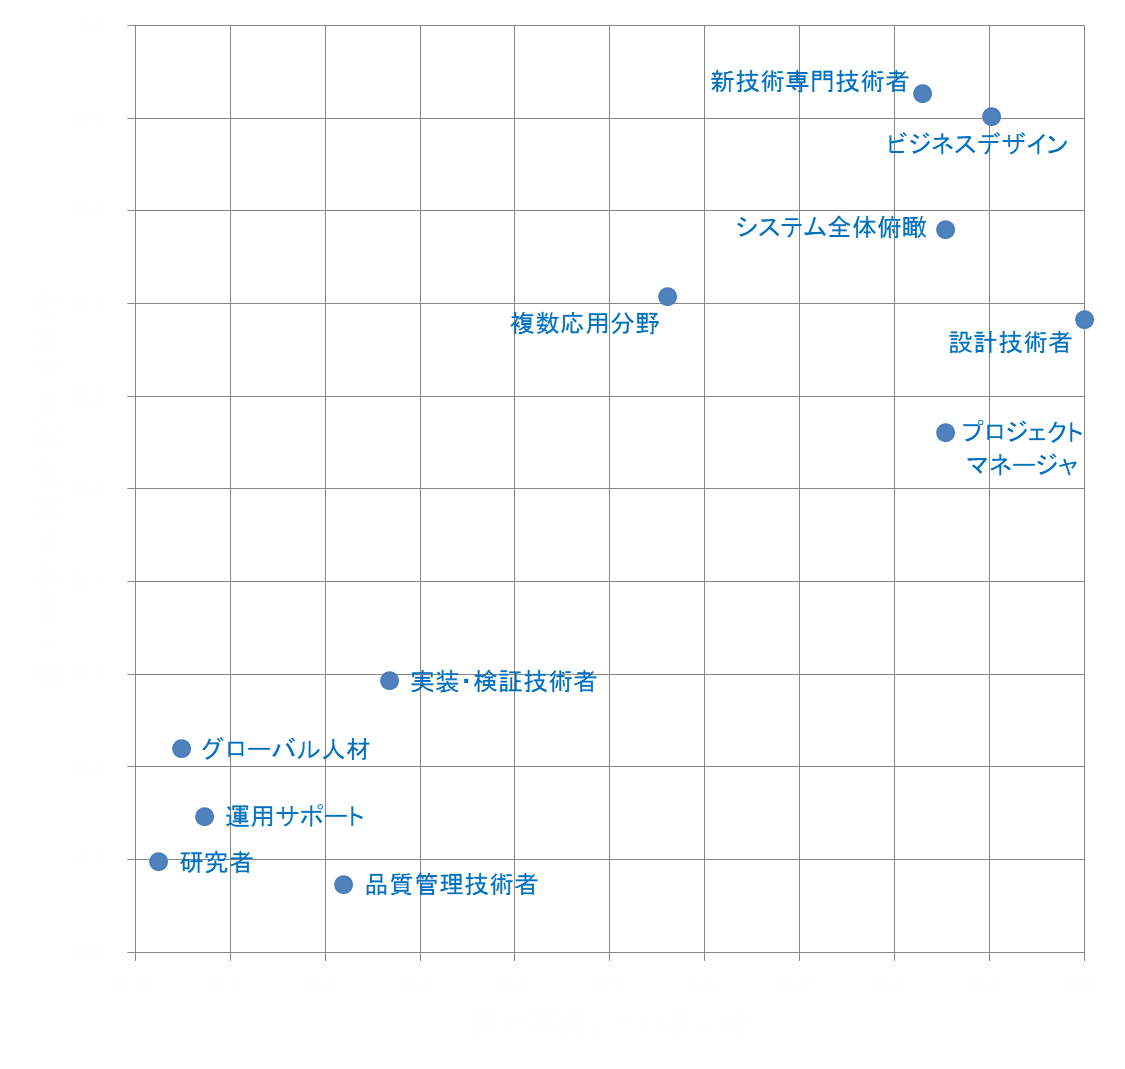 新技術専門技術者
ビジネスデザイン
システム全体俯瞰
複数応用分野
設計技術者
プロジェクト
マネージャ
実装・検証技術者
グローバル人材
運用サポート
研究者
品質管理技術者